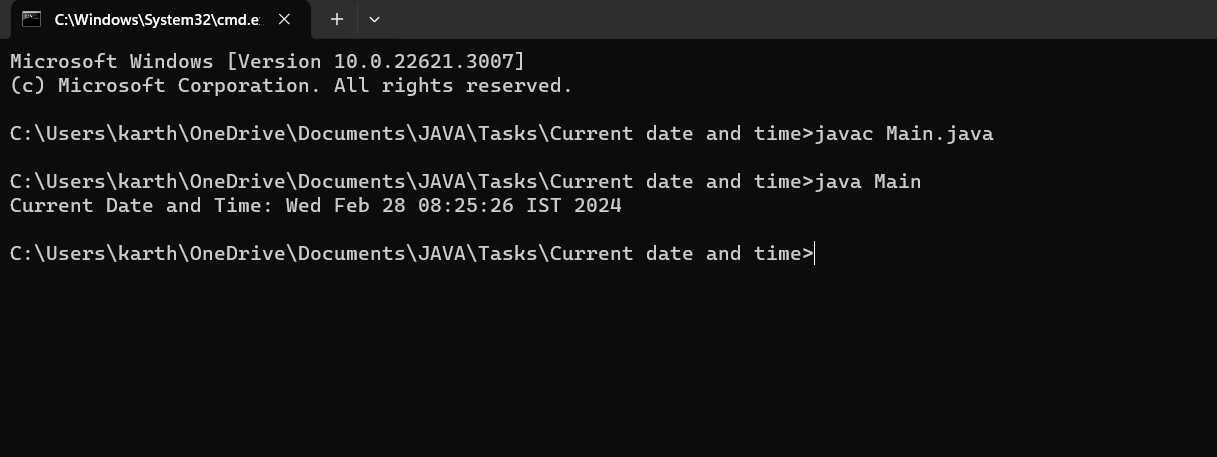 C:\Windows\System32\cmd.e
Microsoft Windows [Version 10.0.22621.3007]
(c) Microsoft Corporation. All rights reserved.
C:\Users\karth\OneDrive\Documents\JAVA\Tasks\Current date and time>javac Main.java
C:\Users\karth\OneDrive\Documents\JAVA\Tasks\Current date and time>java Main
Current Date and Time: Wed Feb 28 08:25:26 IST 2024
C:\Users\karth\OneDrive\Documents\JAVA\Tasks\Current date and time>